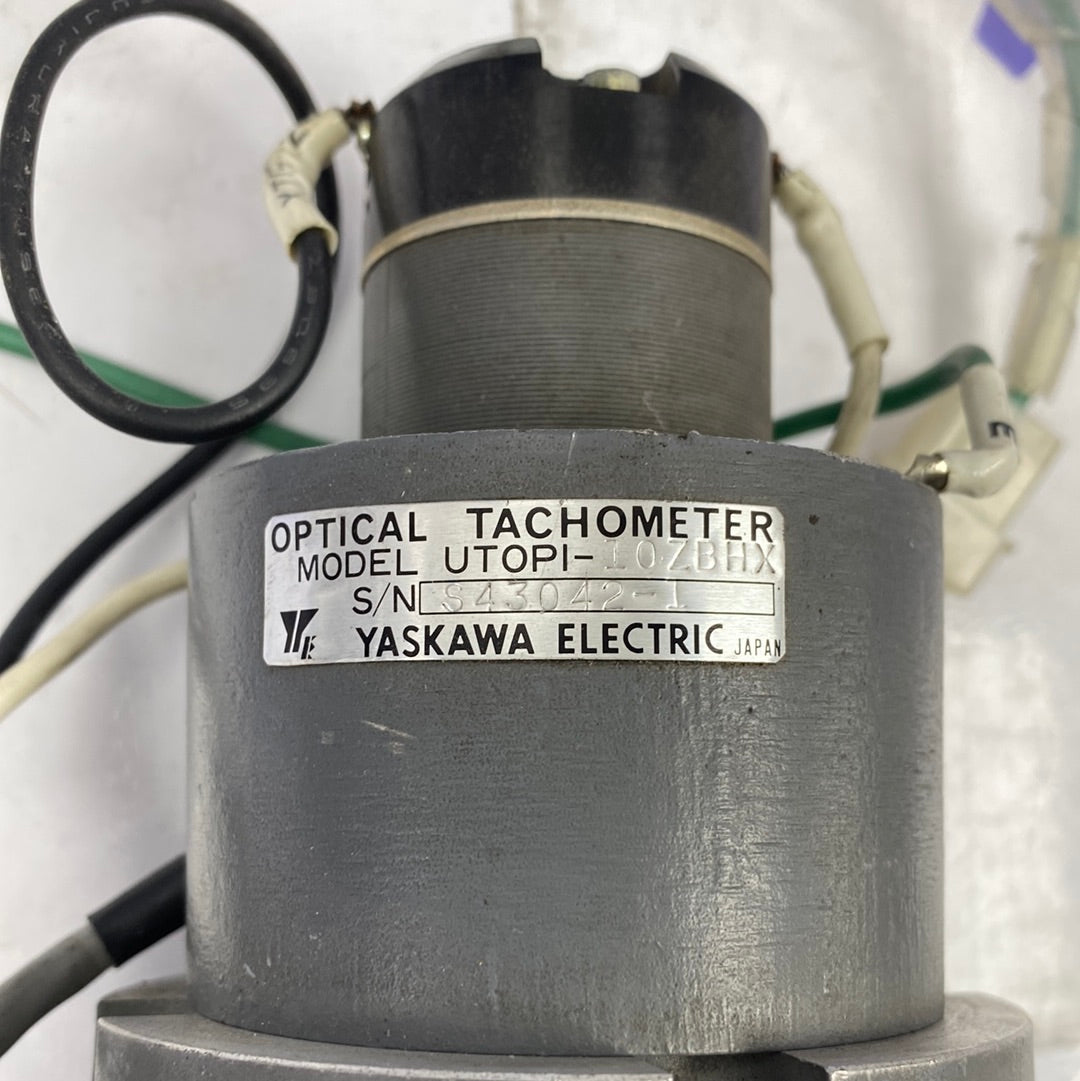 OPTICAL TACHOMETER
MODEL UTOPI-10ZBHX
S/N S43042-1
YASKAWA ELECTRIC JAPAN